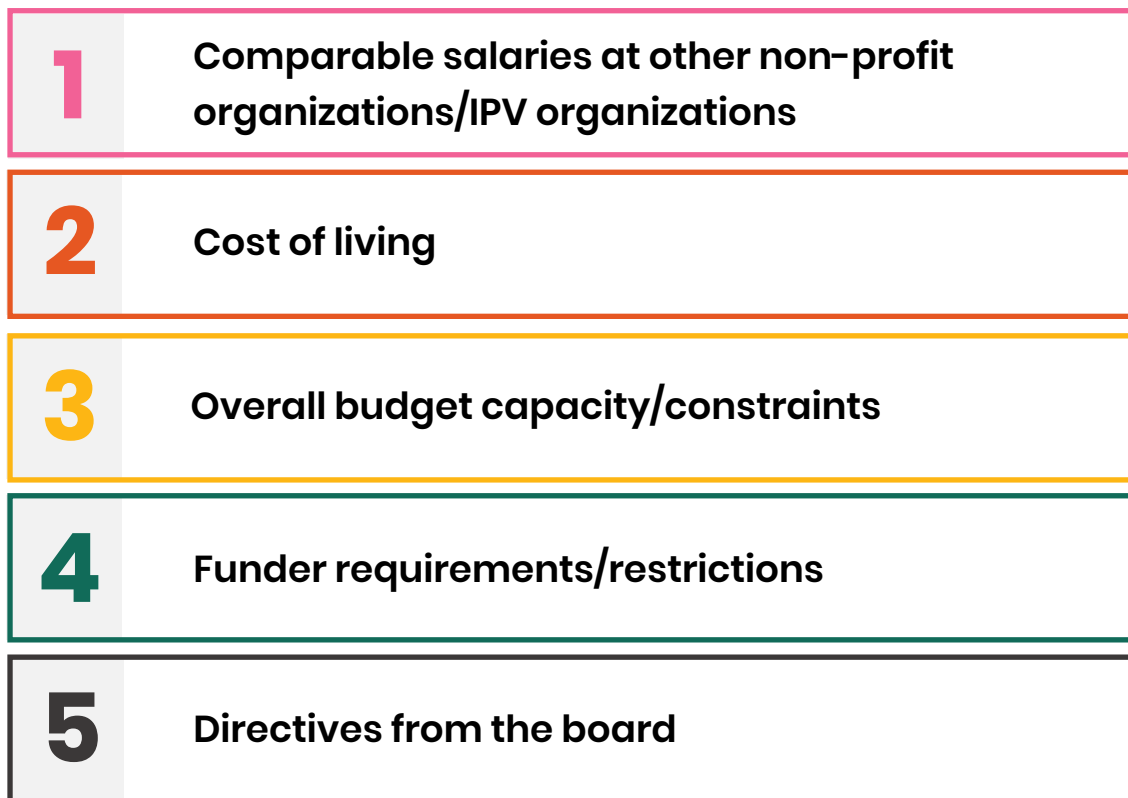 1
Comparable salaries at other non-profit
organizations/IPV organizations
2
Cost of living
3
Overall budget capacity/constraints
4
Funder requirements/restrictions
5
Directives from the board